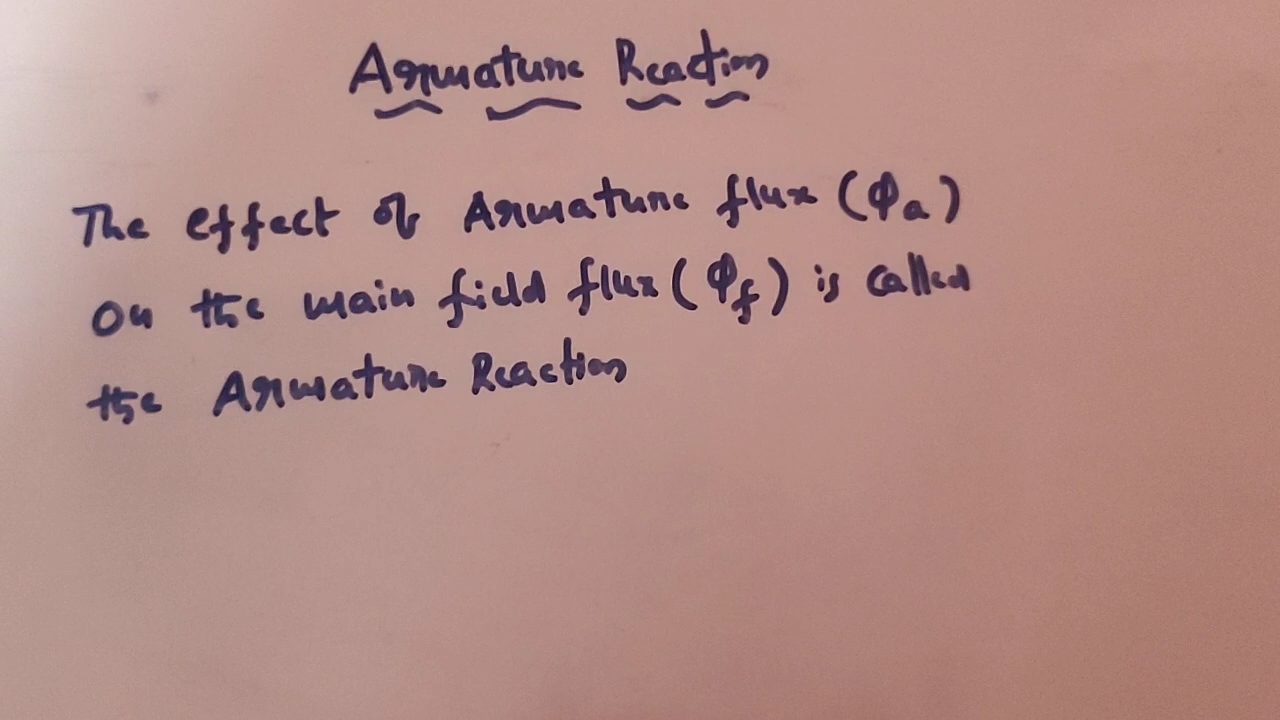 Armature Reaction
The effect of Armature flux (Φa)
on the main field flux (Φf) is called
the Armature Reaction